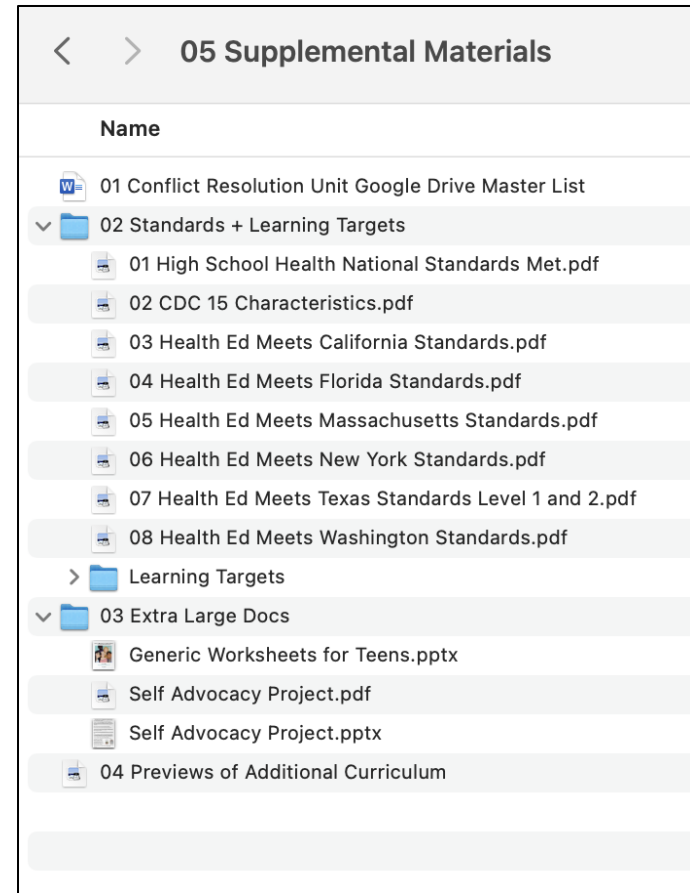 05 Supplemental Materials
Name
01 Conflict Resolution Unit Google Drive Master List
02 Standards + Learning Targets
01 High School Health National Standards Met.pdf
02 CDC 15 Characteristics.pdf
03 Health Ed Meets California Standards.pdf
04 Health Ed Meets Florida Standards.pdf
05 Health Ed Meets Massachusetts Standards.pdf
06 Health Ed Meets New York Standards.pdf
07 Health Ed Meets Texas Standards Level 1 and 2.pdf
08 Health Ed Meets Washington Standards.pdf
Learning Targets
03 Extra Large Docs
Generic Worksheets for Teens.pptx
Self Advocacy Project.pdf
Self Advocacy Project.pptx
04 Previews of Additional Curriculum